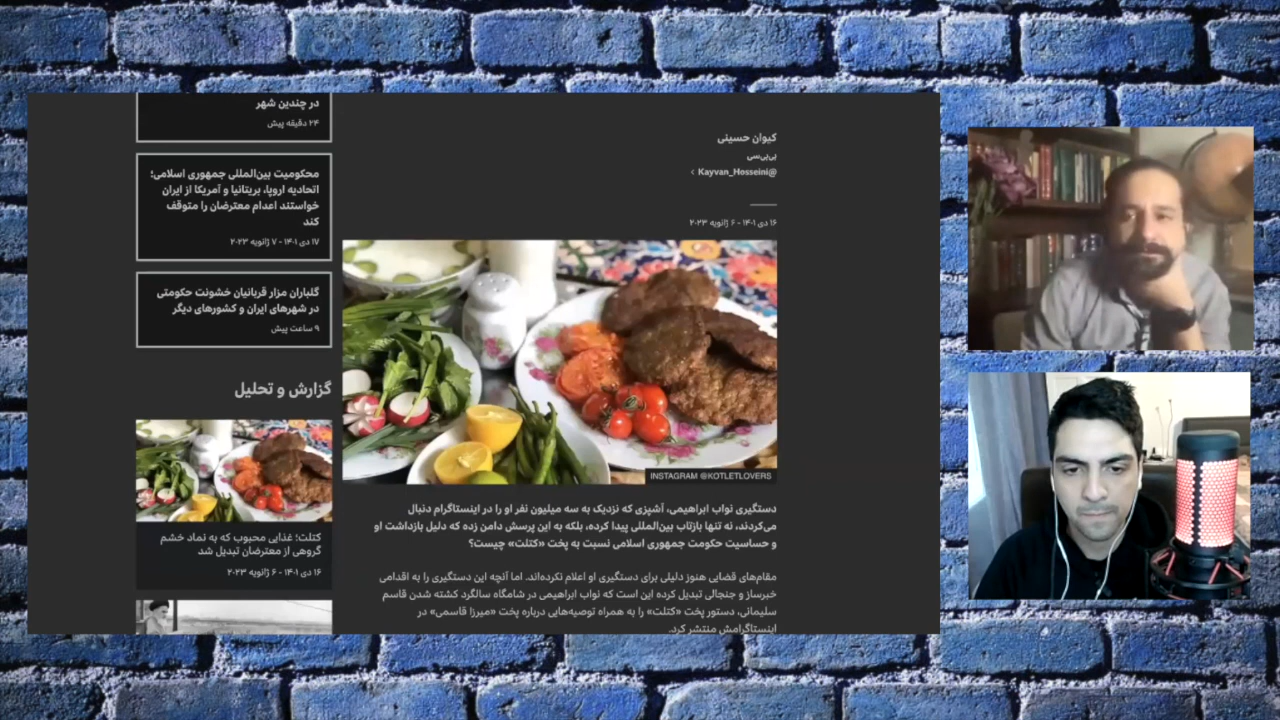 کیوان حسینی
بی‌بی‌سی
@Kayvan_Hosseini
۱۶ دی ۱۴۰۱ - ۶ ژانویه ۲۰۲۳
INSTAGRAM @KOTLETLOVERS
دستگیری نواب ابراهیمی، آشپزی که نزدیک به سه میلیون نفر او را در اینستاگرام دنبال
می‌کردند، نه تنها بازتاب بین‌المللی پیدا کرده، بلکه به این پرسش دامن زده که دلیل بازداشت او
و حساسیت حکومت جمهوری اسلامی نسبت به پخت «کتلت» چیست؟
مقام‌های قضایی هنوز دلیلی برای دستگیری او اعلام نکرده‌اند. اما آنچه این دستگیری را به اقدامی
خبرساز و جنجالی تبدیل کرده این است که نواب ابراهیمی در شامگاه سالگرد کشته شدن قاسم
سلیمانی، دستور پخت «کتلت» را به همراه توصیه‌هایی درباره پخت «میرزا قاسمی» در
اینستاگرامش منتشر کرد.
در چندین شهر
۲۴ دقیقه پیش
محکومیت بین‌المللی جمهوری اسلامی؛
اتحادیه اروپا، بریتانیا و آمریکا از ایران
خواستند اعدام معترضان را متوقف
کند
۱۷ دی ۱۴۰۱ - ۷ ژانویه ۲۰۲۳
گلباران مزار قربانیان خشونت حکومتی
در شهرهای ایران و کشورهای دیگر
۹ ساعت پیش
گزارش و تحلیل
کتلت؛ غذایی محبوب که به نماد خشم
گروهی از معترضان تبدیل شد
۱۶ دی ۱۴۰۱ - ۶ ژانویه ۲۰۲۳